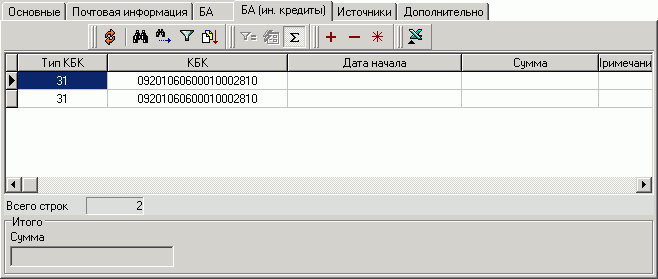 Основные Почтовая информация БА БА (ин. кредиты) Источники Дополнительно
Тип КБК КБК Дата начала Сумма Примечани
31 09201060600010002810
31 09201060600010002810
Всего строк 2
Итого
Сумма